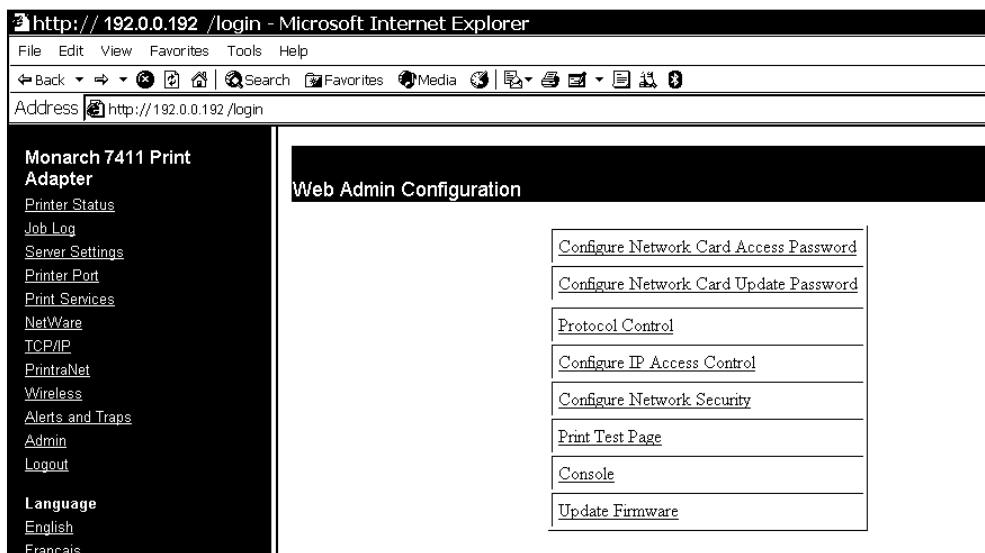 http:// 192.0.0.192 /login - Microsoft Internet Explorer
File Edit View Favorites Tools Help
Back Search Favorites Media
Address http://192.0.0.192 /login
Monarch 7411 Print
Adapter
Printer Status
Job Log
Server Settings
Printer Port
Print Services
NetWare
TCP/IP
PrintraNet
Wireless
Alerts and Traps
Admin
Logout
Language
English
Français
Web Admin Configuration
Configure Network Card Access Password
Configure Network Card Update Password
Protocol Control
Configure IP Access Control
Configure Network Security
Print Test Page
Console
Update Firmware